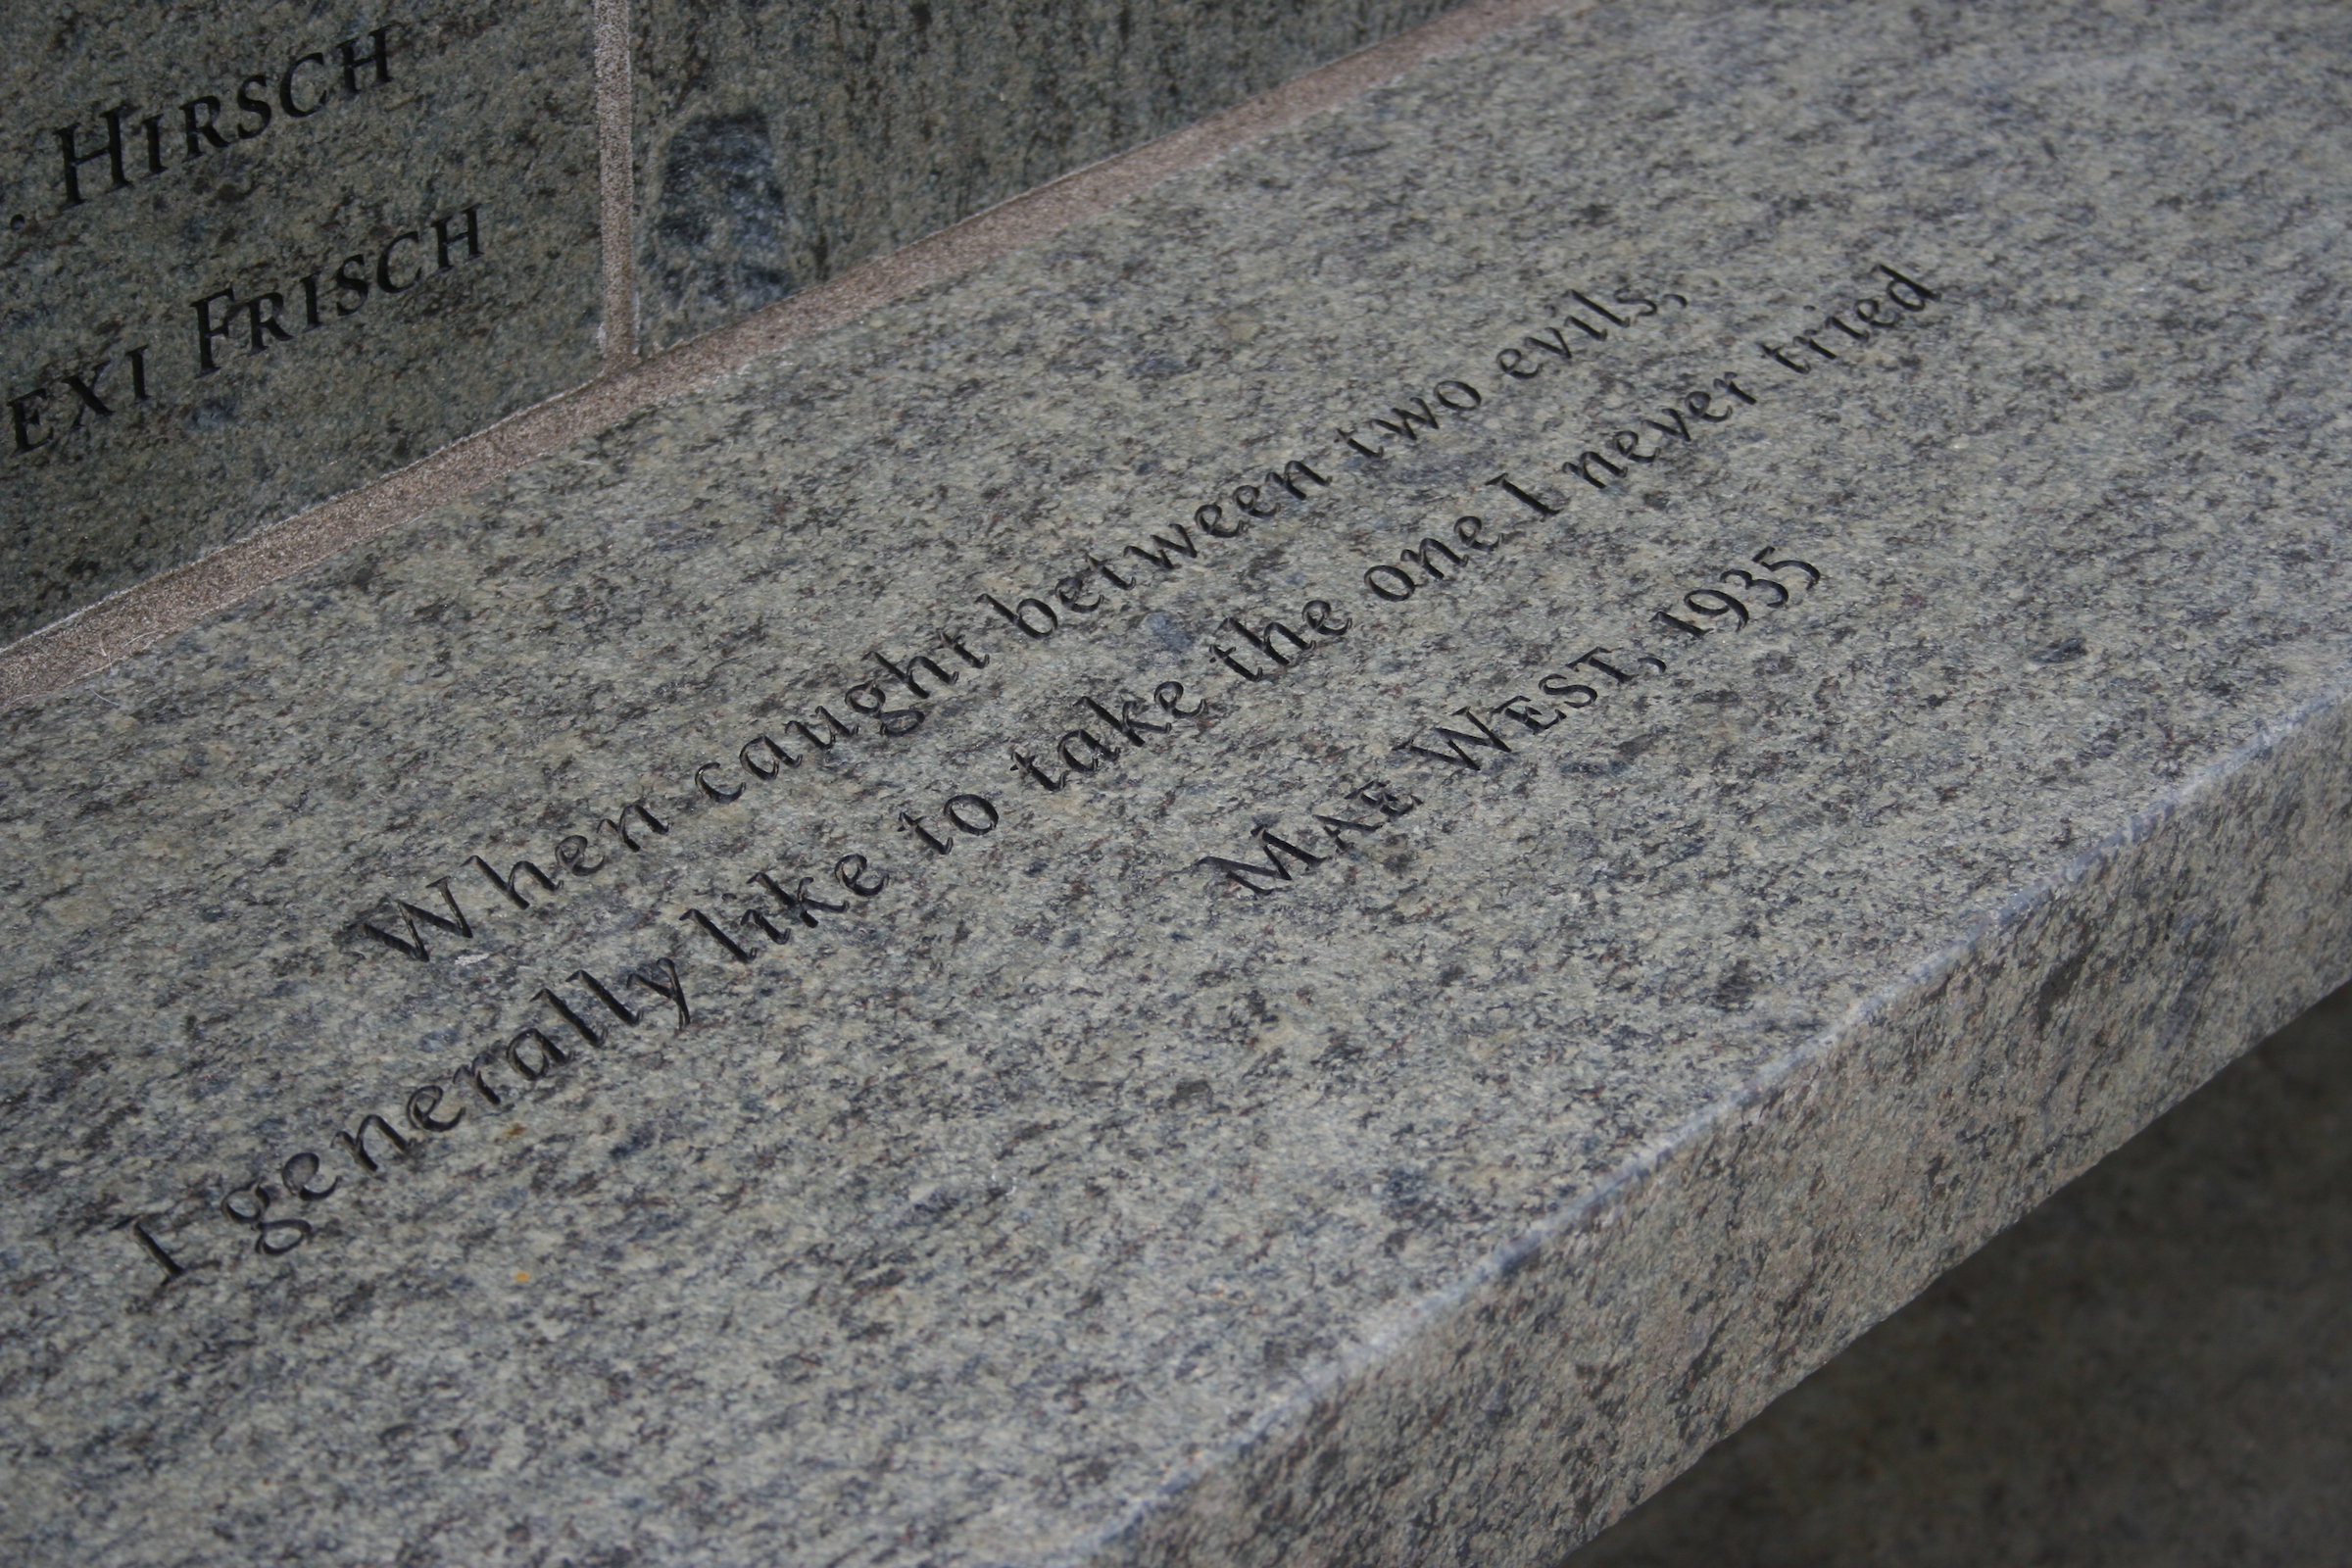 . HIRSCH
EXI FRISCH
When caught between two evils,
I generally like to take the one I never tried
MAE WEST, 1935